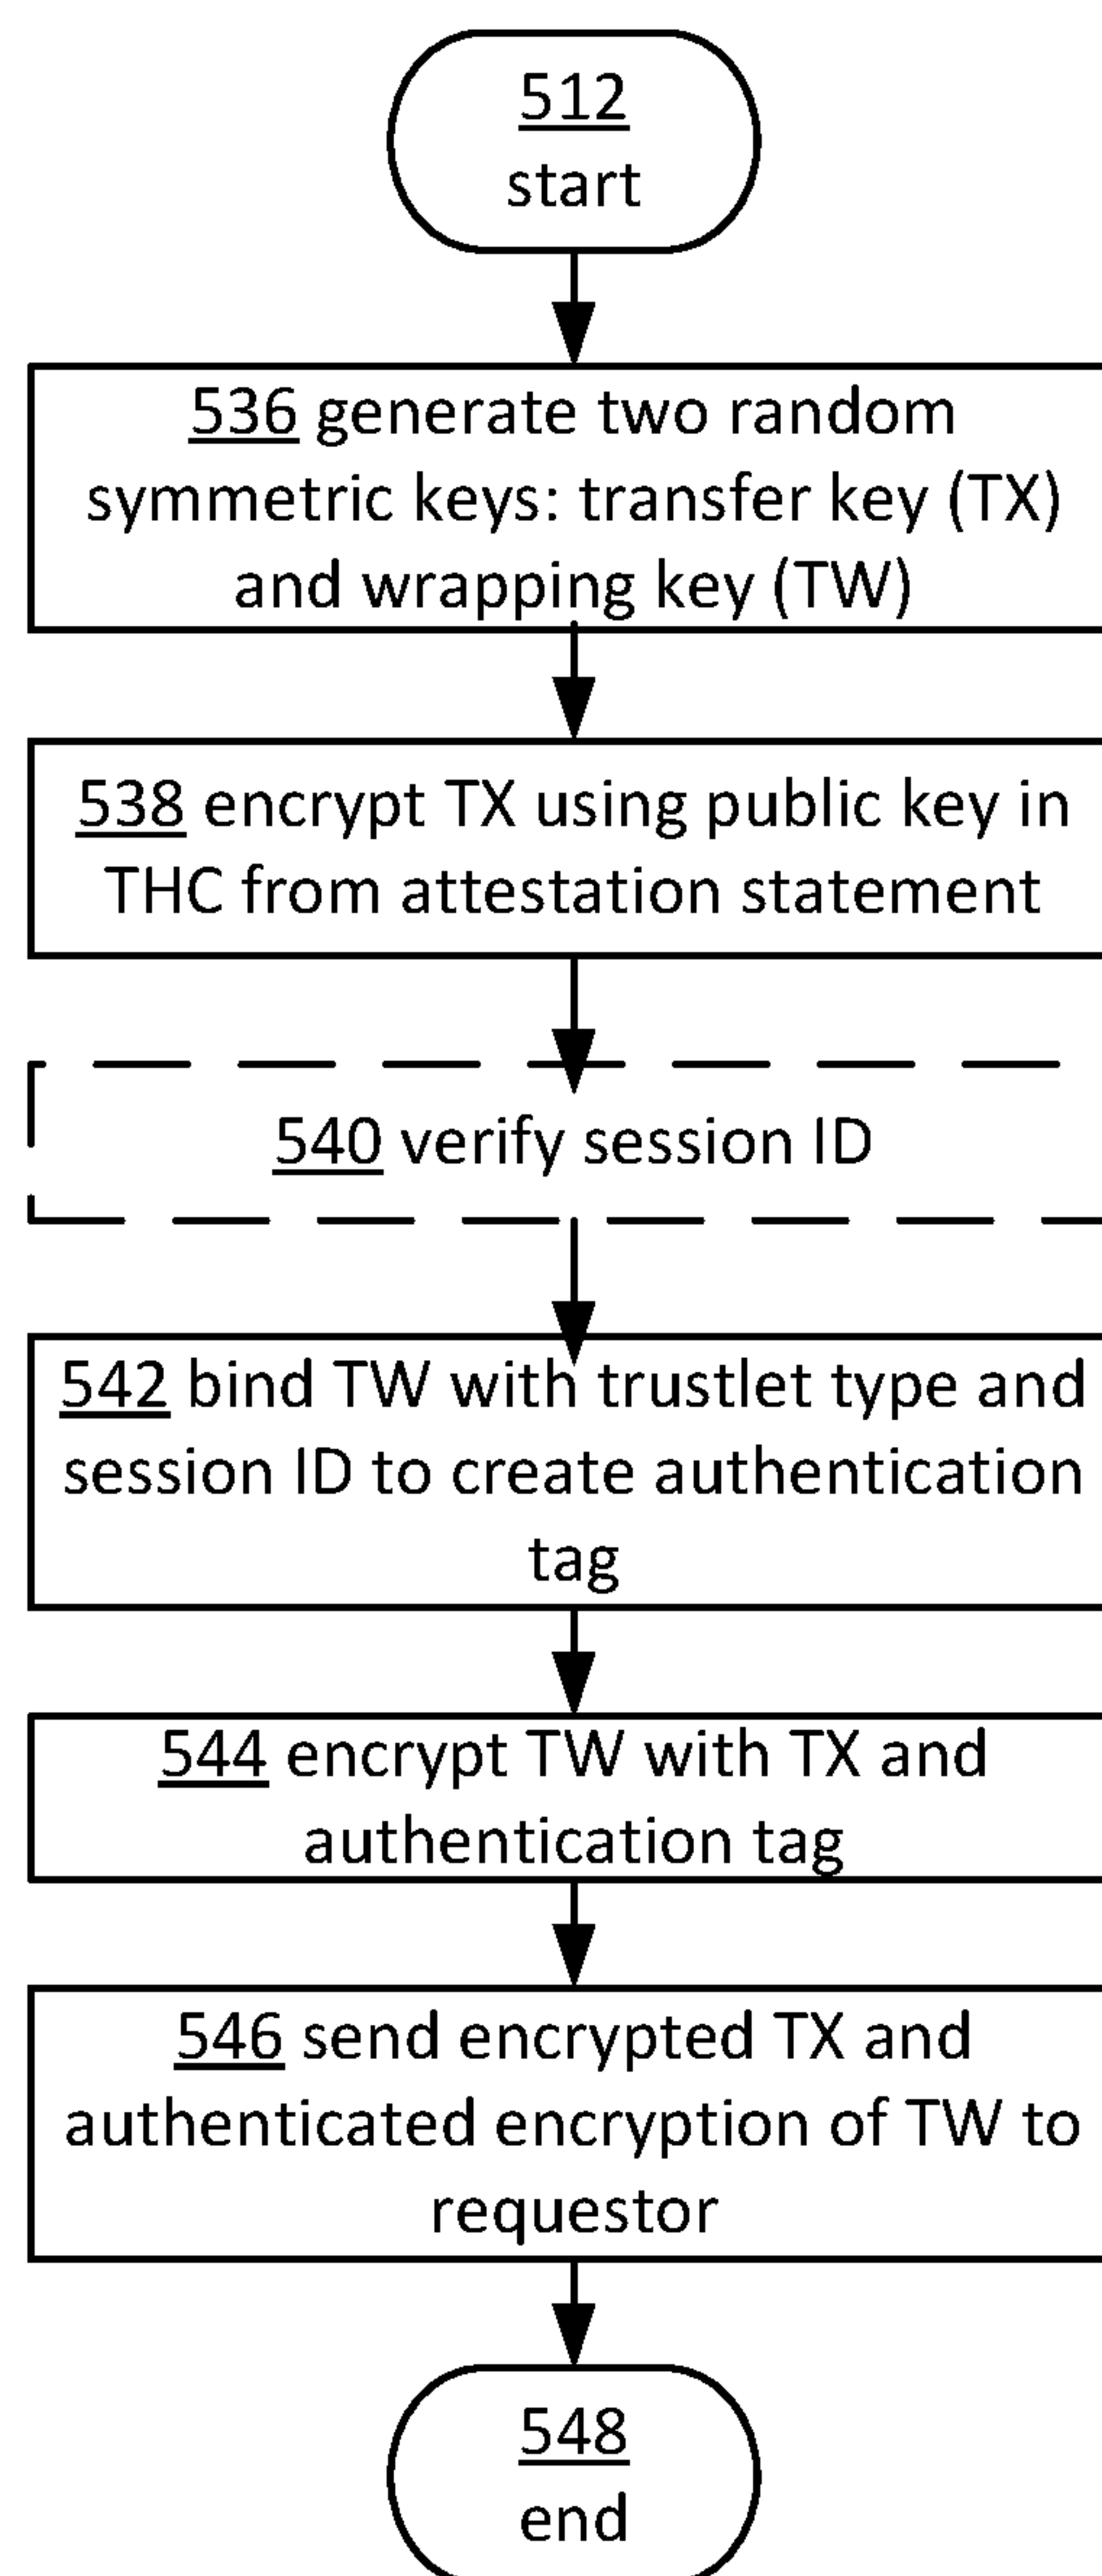 512
start
536 generate two random
symmetric keys: transfer key (TX)
and wrapping key (TW)
538 encrypt TX using public key in
THC from attestation statement
540 verify session ID
542 bind TW with trustlet type and
session ID to create authentication
tag
544 encrypt TW with TX and
authentication tag
546 send encrypted TX and
authenticated encryption of TW to
requestor
548
end